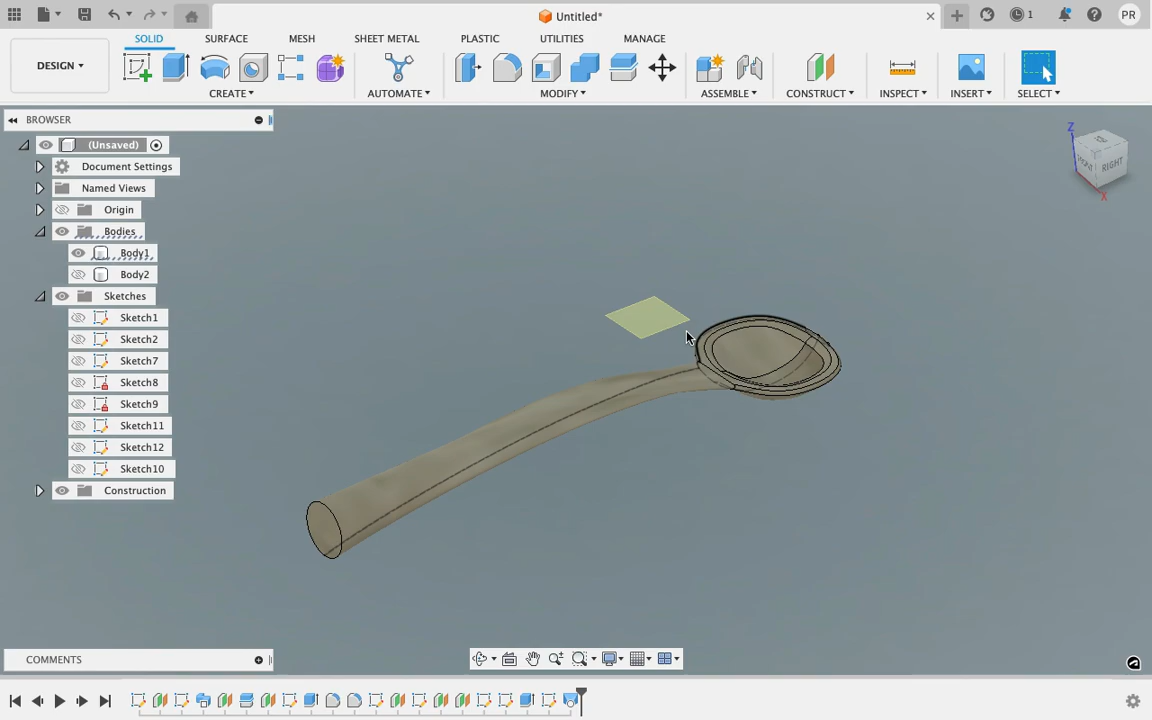 Untitled*
1
PR
DESIGN
SOLID
SURFACE
MESH
SHEET METAL
PLASTIC
UTILITIES
MANAGE
CREATE
AUTOMATE
MODIFY
ASSEMBLE
CONSTRUCT
INSPECT
INSERT
SELECT
BROWSER
(Unsaved)
Document Settings
Named Views
Origin
Bodies
Body1
Body2
Sketches
Sketch1
Sketch2
Sketch7
Sketch8
Sketch9
Sketch11
Sketch12
Sketch10
Construction
Z
RIGHT
X
COMMENTS